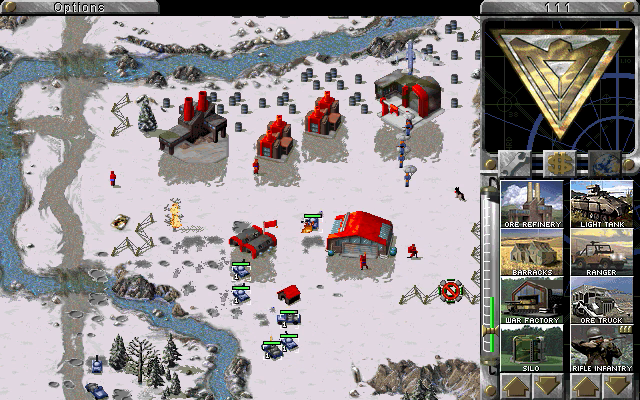 Options
111
ORE REFINERY
LIGHT TANK
BARRACKS
RANGER
WAR FACTORY
ORE TRUCK
SILO
RIFLE INFANTRY